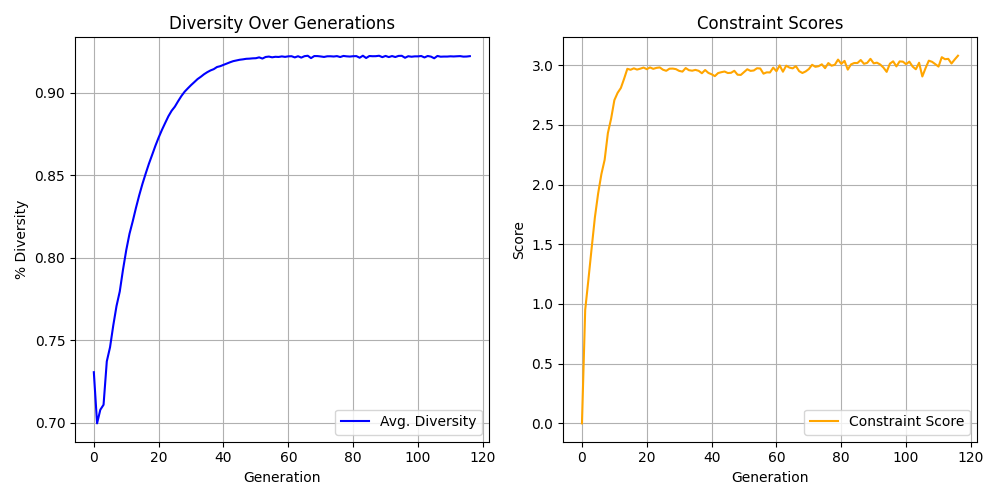 Diversity Over Generations
% Diversity
0.90
0.85
0.80
0.75
0.70
0 20 40 60 80 100 120
Generation
Avg. Diversity
Constraint Scores
Score
3.0
2.5
2.0
1.5
1.0
0.5
0.0
0 20 40 60 80 100 120
Generation
Constraint Score